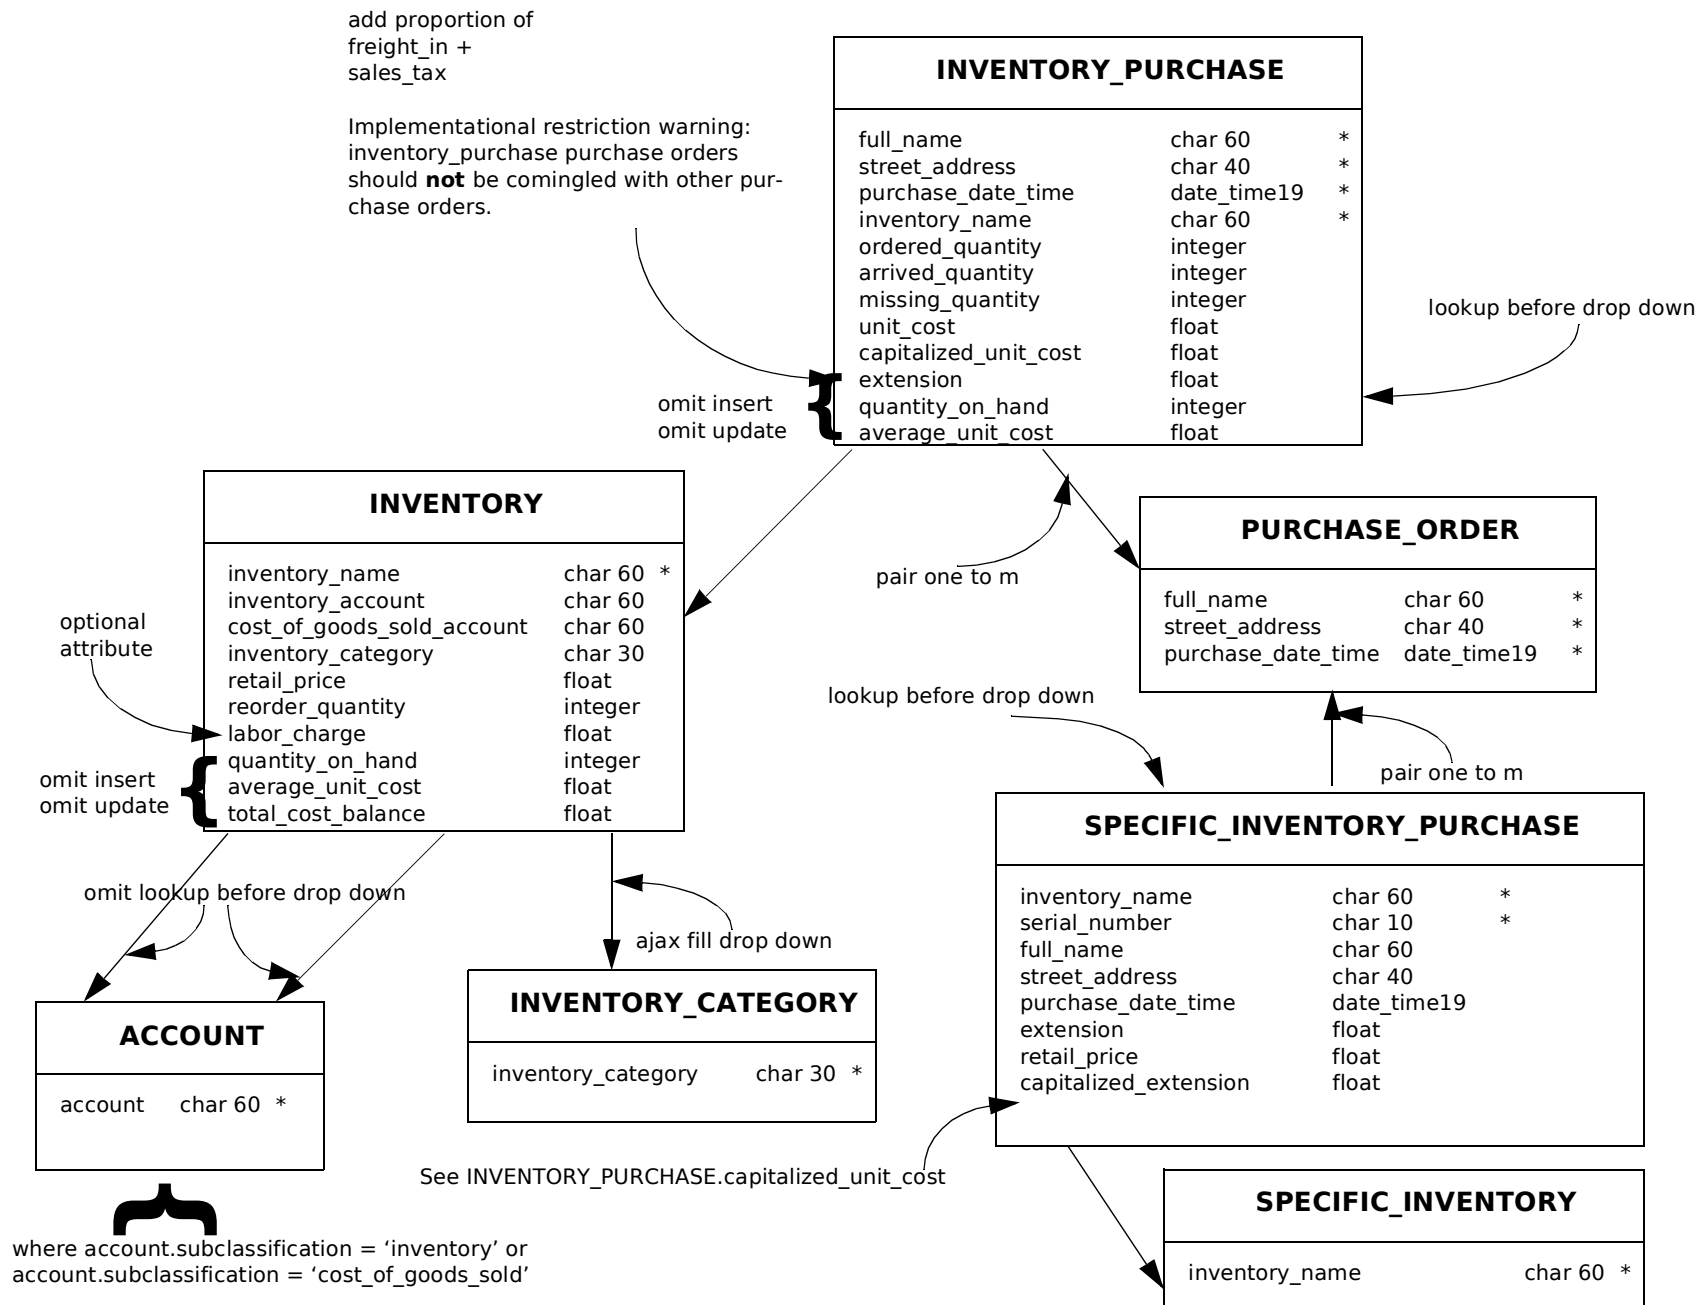 add proportion of
freight_in +
sales_tax
Implementational restriction warning:
inventory_purchase purchase orders
should not be comingled with other pur-
chase orders.
INVENTORY_PURCHASE
full_name char 60 *
street_address char 40 *
purchase_date_time date_time19 *
inventory_name char 60 *
ordered_quantity integer
arrived_quantity integer
missing_quantity integer
unit_cost float
capitalized_unit_cost float
extension float
quantity_on_hand integer
average_unit_cost float
lookup before drop down
omit insert
omit update
INVENTORY
inventory_name char 60 *
inventory_account char 60
cost_of_goods_sold_account char 60
inventory_category char 30
retail_price float
reorder_quantity integer
labor_charge float
quantity_on_hand integer
average_unit_cost float
total_cost_balance float
optional
attribute
omit insert
omit update
pair one to m
PURCHASE_ORDER
full_name char 60 *
street_address char 40 *
purchase_date_time date_time19 *
lookup before drop down
pair one to m
SPECIFIC_INVENTORY_PURCHASE
inventory_name char 60 *
serial_number char 10 *
full_name char 60
street_address char 40
purchase_date_time date_time19
extension float
retail_price float
capitalized_extension float
omit lookup before drop down
ajax fill drop down
ACCOUNT
account char 60 *
INVENTORY_CATEGORY
inventory_category char 30 *
See INVENTORY_PURCHASE.capitalized_unit_cost
where account.subclassification = ‘inventory’ or
account.subclassification = ‘cost_of_goods_sold’
SPECIFIC_INVENTORY
inventory_name char 60 *